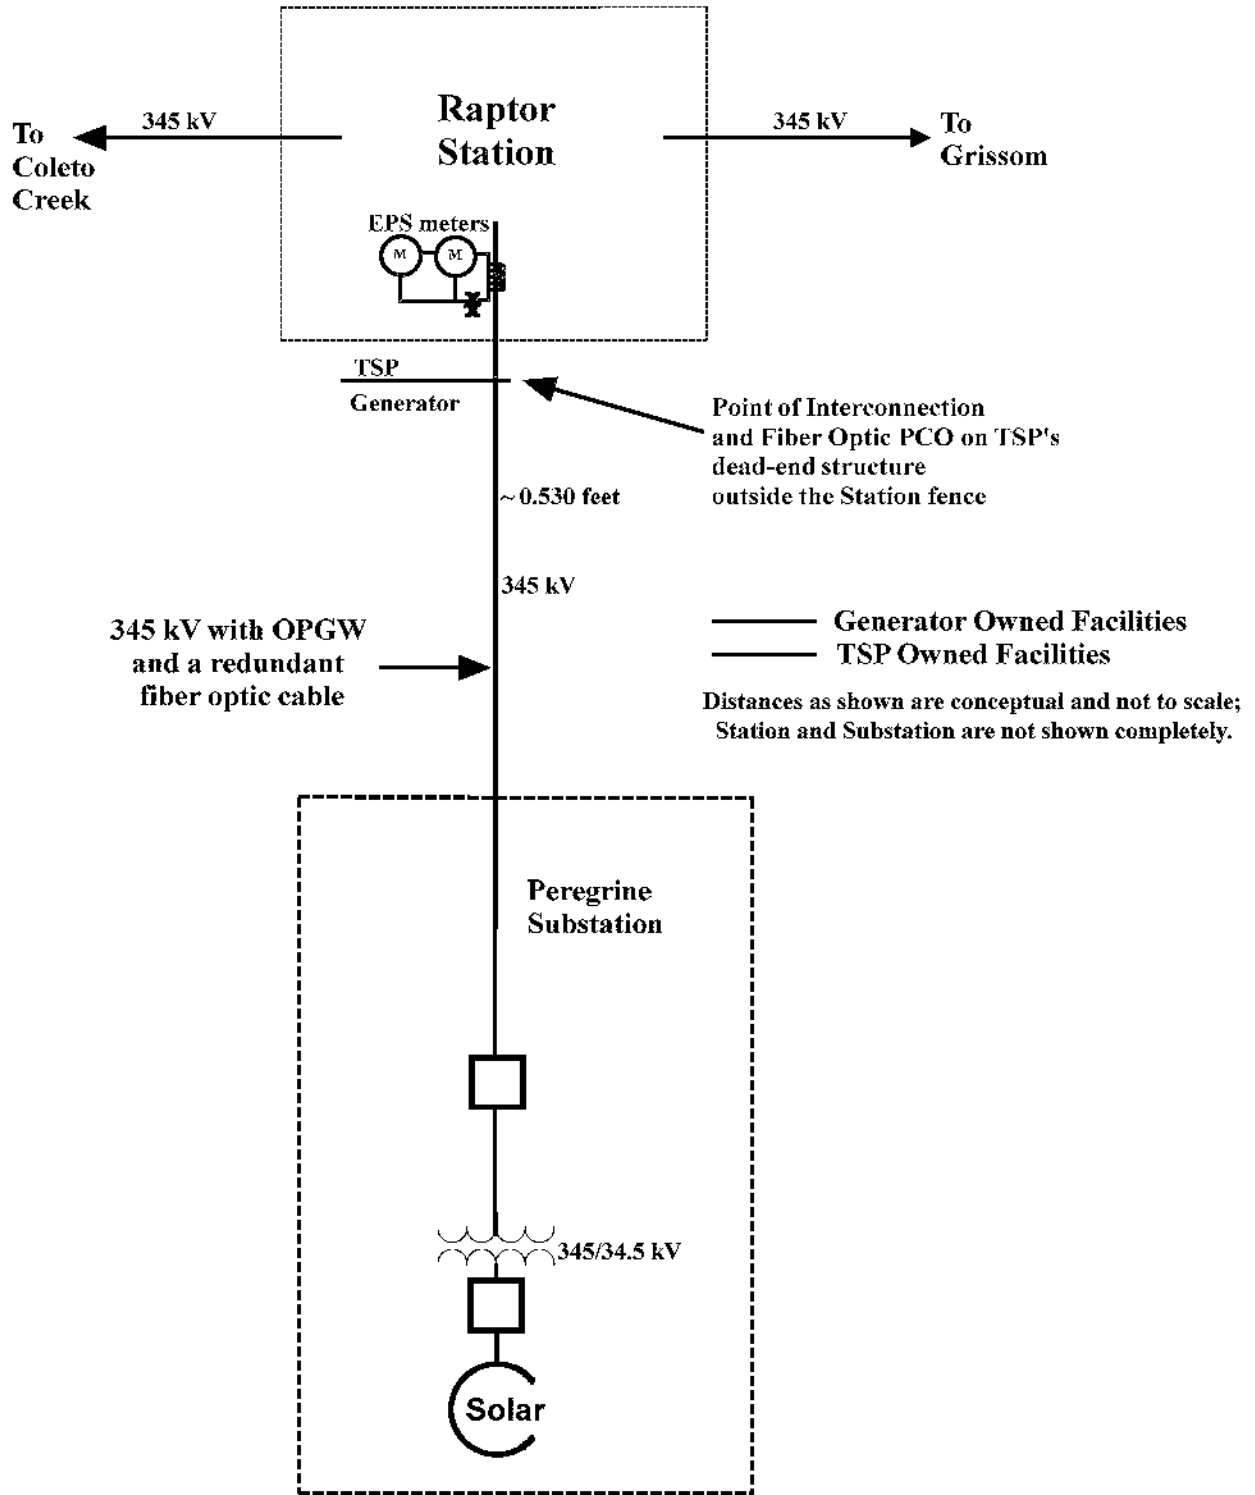 Raptor
Station
345 kV
345 kV
To
Coleto
Creek
To
Grissom
EPS meters
M
M
TSP
Generator
Point of Interconnection
and Fiber Optic PCO on TSP's
dead-end structure
outside the Station fence
~ 0.530 feet
345 kV
345 kV with OPGW
and a redundant
fiber optic cable
Generator Owned Facilities
TSP Owned Facilities
Distances as shown are conceptual and not to scale;
Station and Substation are not shown completely.
Peregrine
Substation
345/34.5 kV
Solar